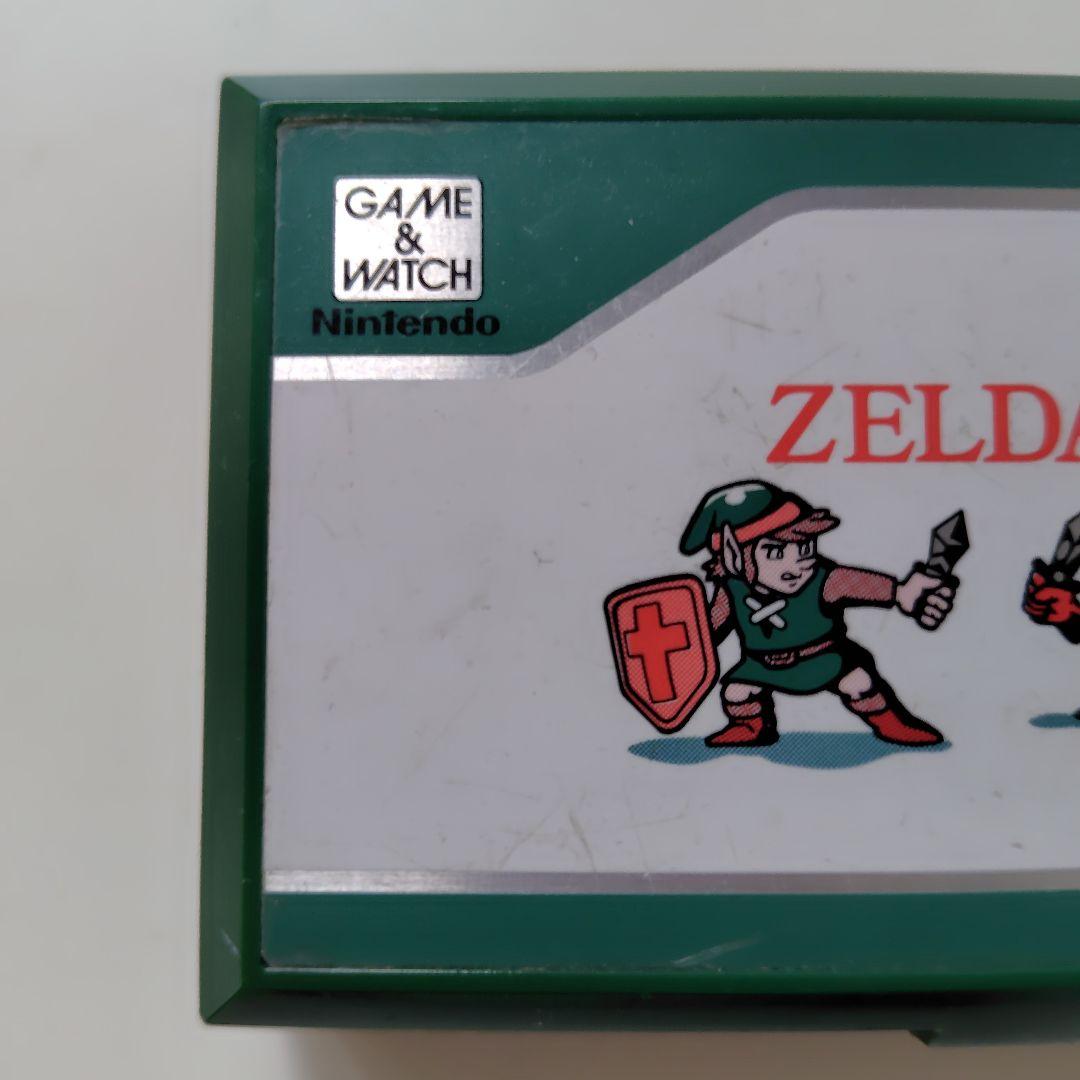 GAME
&
WATCH
Nintendo
ZELDA